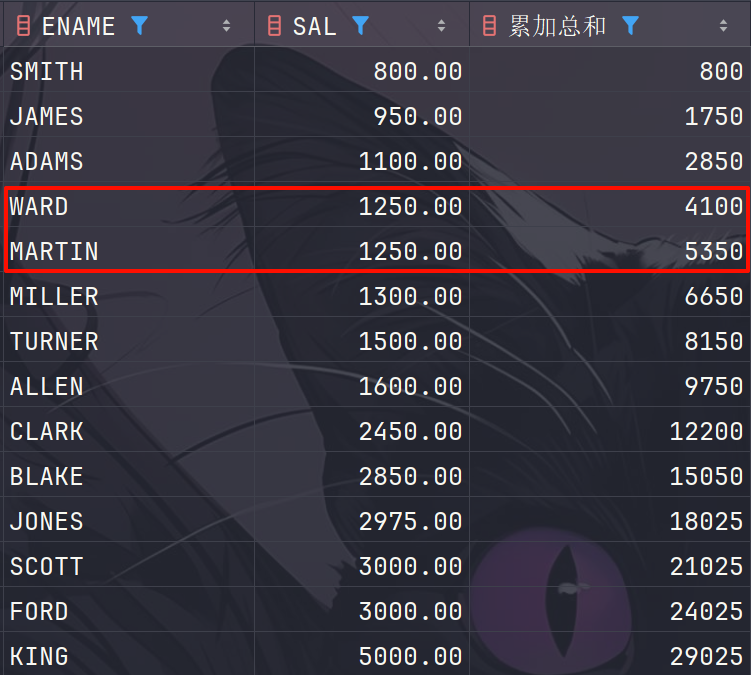 ENAME SAL 累加总和
SMITH 800.00 800
JAMES 950.00 1750
ADAMS 1100.00 2850
WARD 1250.00 4100
MARTIN 1250.00 5350
MILLER 1300.00 6650
TURNER 1500.00 8150
ALLEN 1600.00 9750
CLARK 2450.00 12200
BLAKE 2850.00 15050
JONES 2975.00 18025
SCOTT 3000.00 21025
FORD 3000.00 24025
KING 5000.00 29025